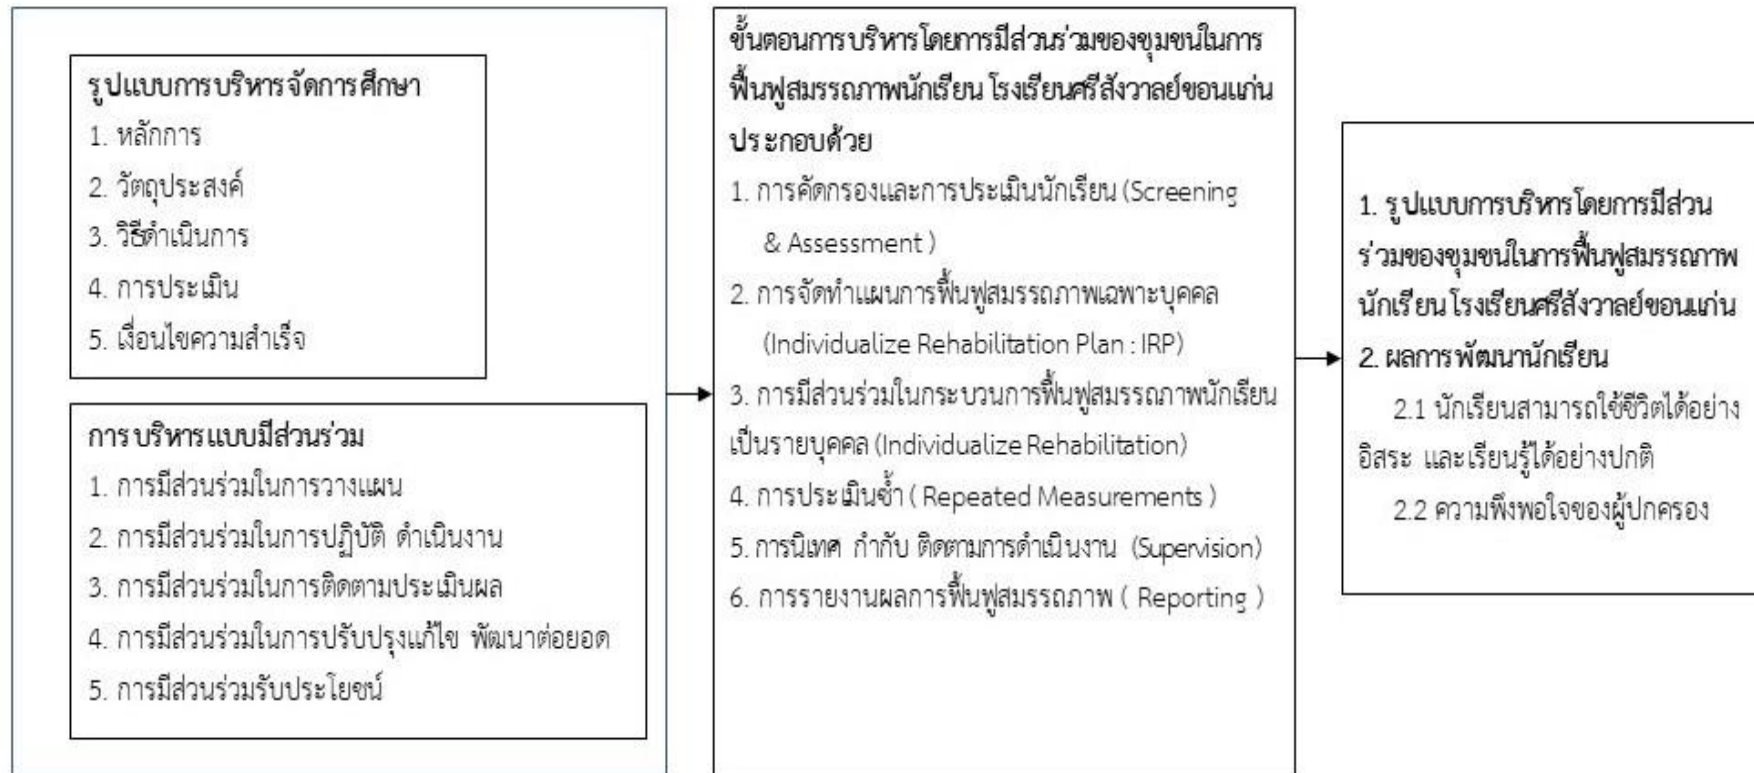 รูปแบบการบริหารจัดการศึกษา
1. หลักการ
2. วัตถุประสงค์
3. วิธีดำเนินการ
4. การประเมิน
5. เงื่อนไขความสำเร็จ
การบริหารแบบมีส่วนร่วม
1. การมีส่วนร่วมในการวางแผน
2. การมีส่วนร่วมในการปฏิบัติ ดำเนินงาน
3. การมีส่วนร่วมในการติดตามประเมินผล
4. การมีส่วนร่วมในการปรับปรุงแก้ไข พัฒนาต่อยอด
5. การมีส่วนร่วมรับประโยชน์
ขั้นตอนการบริหารโดยการมีส่วนร่วมของชุมชนในการ
ฟื้นฟูสมรรถภาพนักเรียน โรงเรียนศรีสังวาลย์ขอนแก่น
ประกอบด้วย
1. การคัดกรองและการประเมินนักเรียน (Screening
& Assessment )
2. การจัดทำแผนการฟื้นฟูสมรรถภาพเฉพาะบุคคล
(Individualize Rehabilitation Plan : IRP)
3. การมีส่วนร่วมในกระบวนการฟื้นฟูสมรรถภาพนักเรียน
เป็นรายบุคคล (Individualize Rehabilitation)
4. การประเมินซ้ำ ( Repeated Measurements )
5. การนิเทศ กำกับ ติดตามการดำเนินงาน (Supervision)
6. การรายงานผลการฟื้นฟูสมรรถภาพ ( Reporting )
1. รูปแบบการบริหารโดยการมีส่วน
ร่วมของชุมชนในการฟื้นฟูสมรรถภาพ
นักเรียน โรงเรียนศรีสังวาลย์ขอนแก่น
2. ผลการพัฒนานักเรียน
2.1 นักเรียนสามารถใช้ชีวิตได้อย่าง
อิสระ และเรียนรู้ได้อย่างปกติ
2.2 ความพึงพอใจของผู้ปกครอง